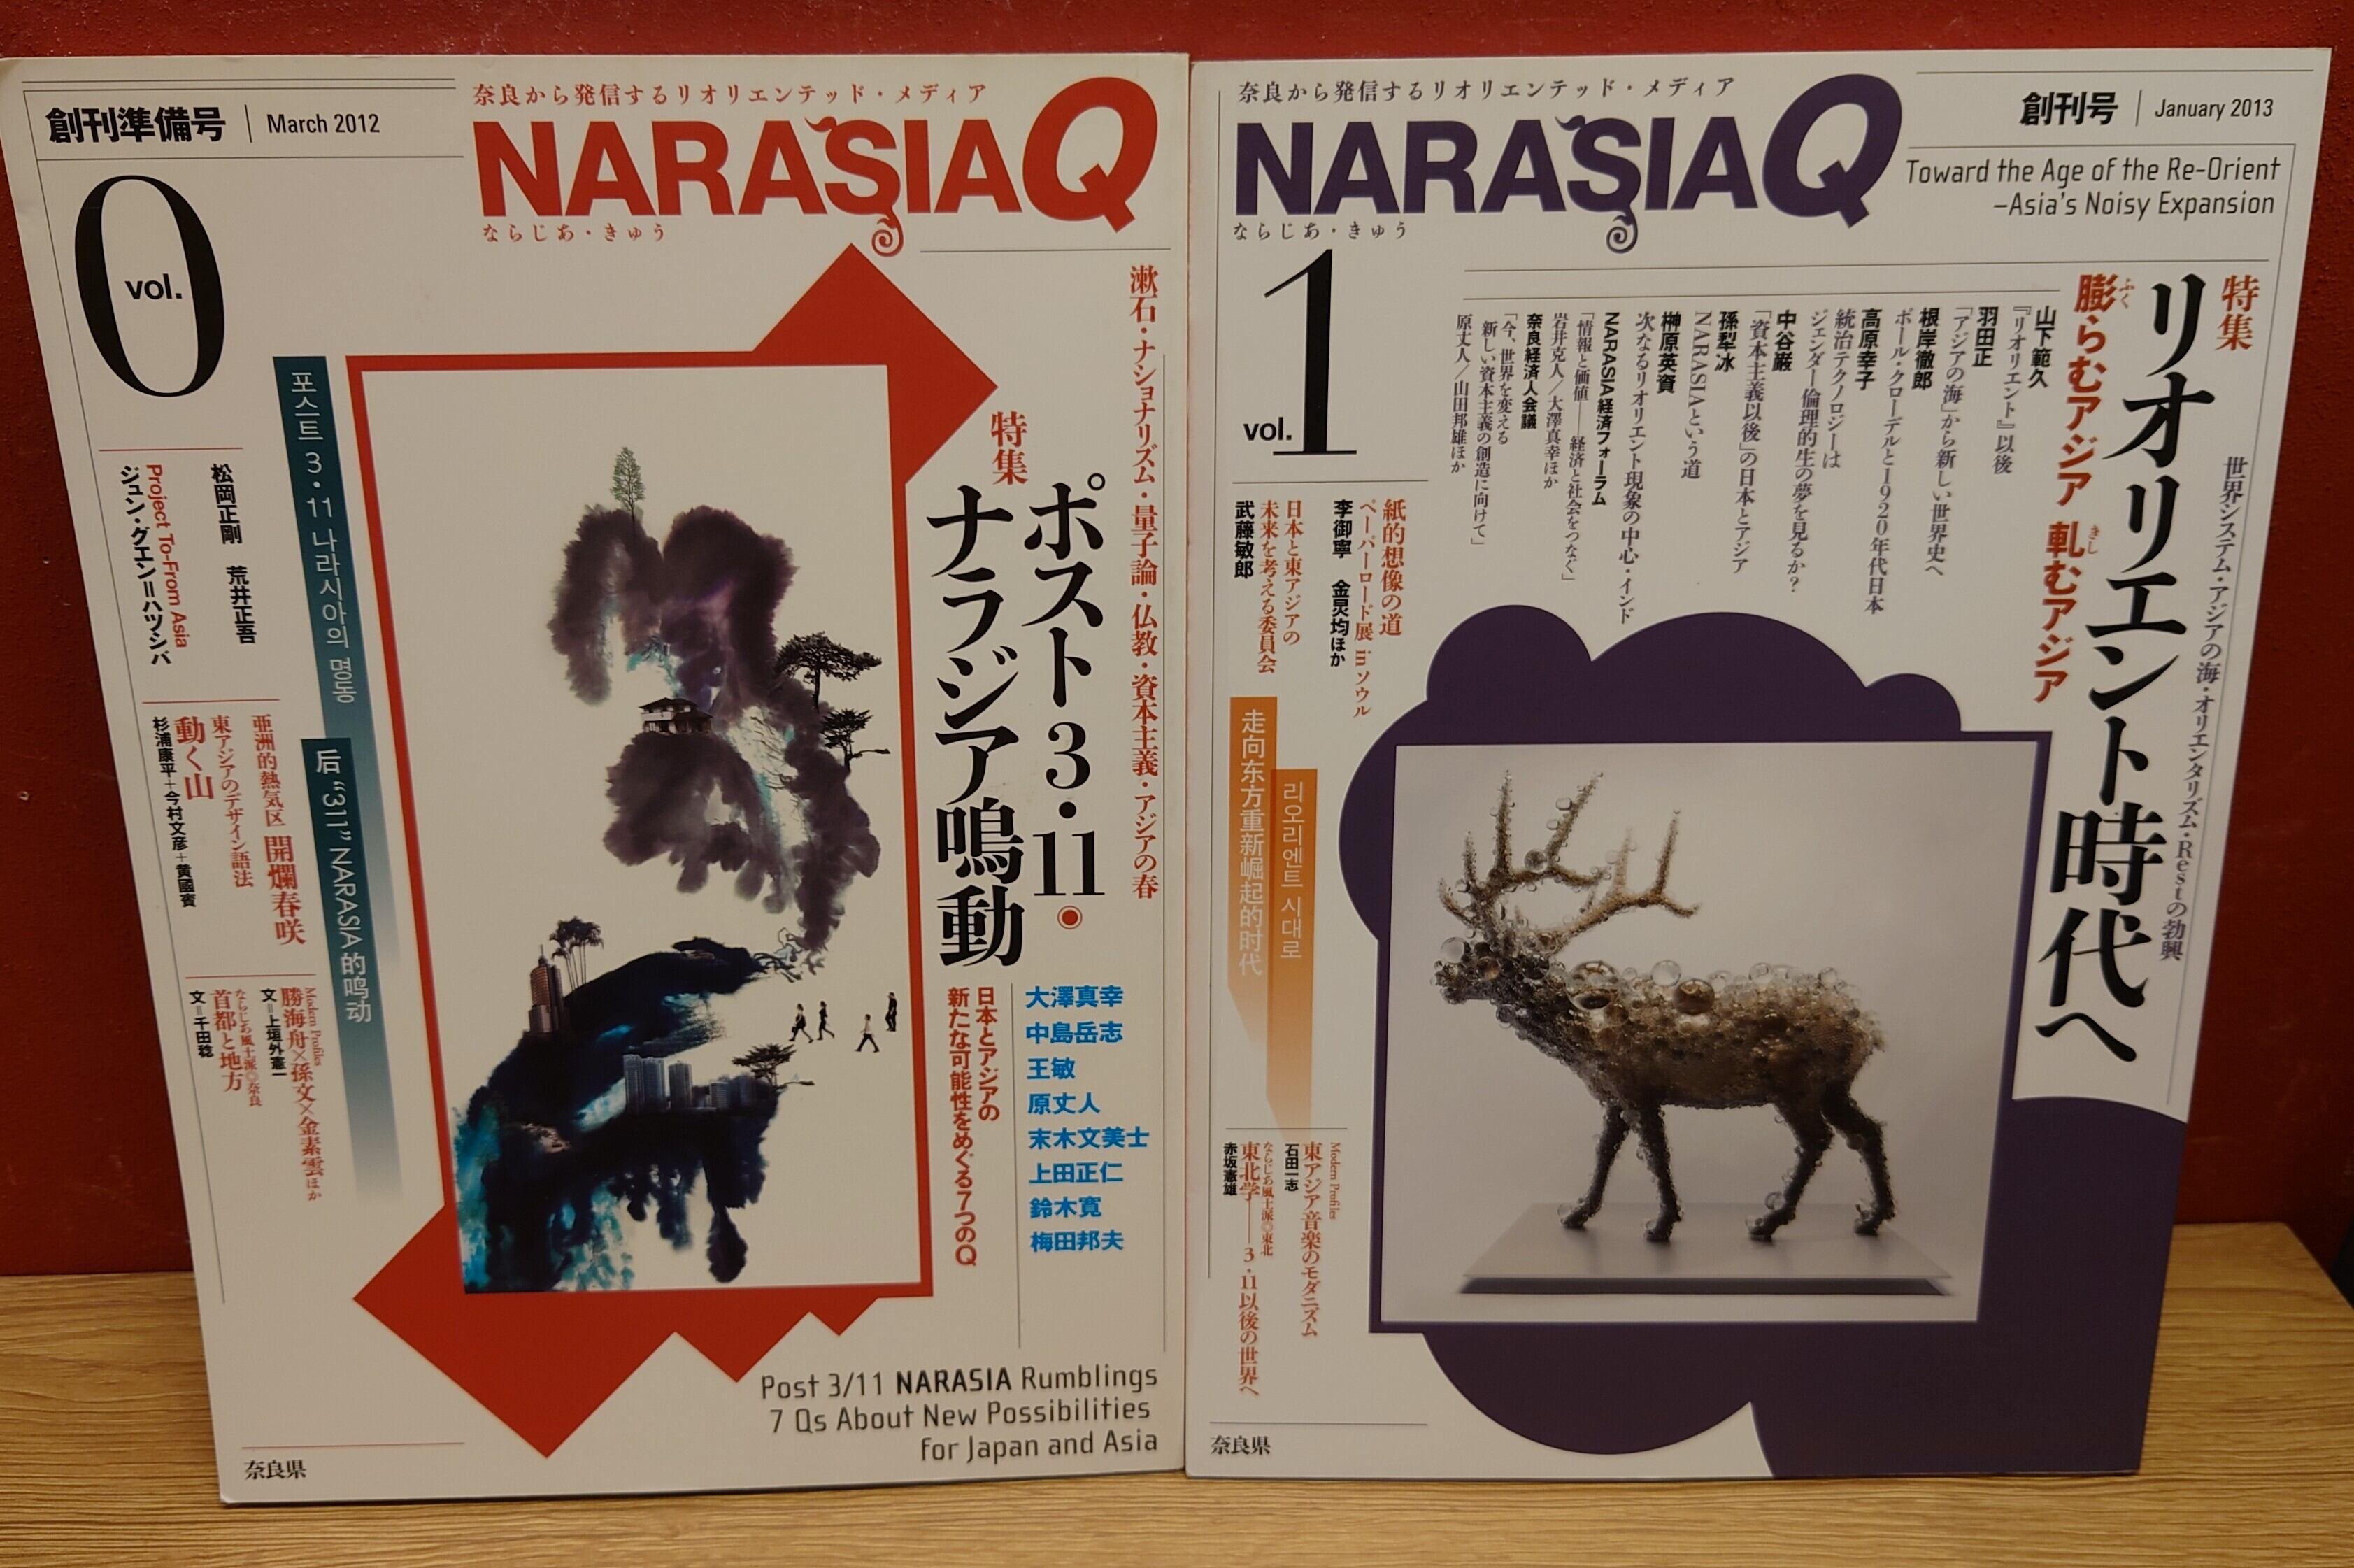 創刊準備号
March 2012
奈良から発信するリオリエンテッド・メディア
NARASIAQ
ならじあ・きゅう
vol.
0
漱石・ナショナリズム・量子論・仏教・資本主義・アジアの春
特集
ポスト3・11
ナラジア鳴動
大澤真幸
中島岳志
王敏
原丈人
末木文美士
上田正仁
鈴木寛
梅田邦夫
日本とアジアの
新たな可能性をめぐる7つのQ
포스트 3・11 나라시아의 명동
后“311”NARASIA的鸣动
松岡正剛 荒井正吾
Project To-From Asia
ジュン・グエン＝ハツシバ
亜洲的熱気区 開爛春咲
東アジアのデザイン語法
動く山
杉浦康平＋今村文彦＋黄國賓
Modern Profiles
勝海舟×孫文×金素雲ほか
文＝上垣外憲一
ならじあ風土派◎奈良
首都と地方
文＝千田稔
Post 3/11 NARASIA Rumblings
7 Qs About New Possibilities
for Japan and Asia
奈良県
奈良から発信するリオリエンテッド・メディア
NARASIAQ
ならじあ・きゅう
創刊号
January 2013
Toward the Age of the Re-Orient
–Asia's Noisy Expansion
vol.
1
特集
世界システム・アジアの海・オリエンタリズム・Restの勃興
リオリエント時代へ
膨らむアジア 軋むアジア
ふく
きし
山下範久
『リオリエント』以後
羽田正
「アジアの海」から新しい世界史へ
根岸徹郎
ポール・クローデルと1920年代日本
高原幸子
統治テクノロジーは
ジェンダー倫理的生の夢を見るか？
中谷巌
「資本主義以後」の日本とアジア
孫犁冰
NARASIAという道
榊原英資
次なるリオリエント現象の中心・インド
NARASIA経済フォーラム
「情報と価値──経済と社会をつなぐ」
岩井克人／大澤真幸ほか
奈良経済人会議
「今、世界を変える
新しい資本主義の創造に向けて」
原丈人／山田邦雄ほか
紙的想像の道
ペーパーロード展 in ソウル
李御寧 金炅均ほか
日本と東アジアの
未来を考える委員会
武藤敏郎
走向东方重新崛起的时代
리오리엔트 시대로
Modern Profiles
東アジア音楽のモダニズム
石田一志
ならじあ風土派◎東北
東北学──3・11以後の世界へ
赤坂憲雄
奈良県